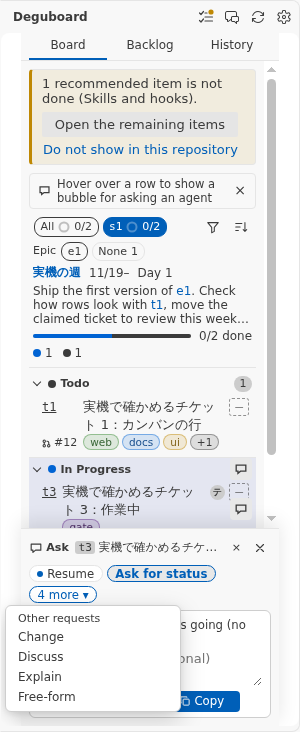 Deguboard
Board Backlog History
1 recommended item is not
done (Skills and hooks).
Open the remaining items
Do not show in this repository
Hover over a row to show a
bubble for asking an agent
All 0/2 s1 0/2
Epic e1 None 1
実機の週 11/19– Day 1
Ship the first version of e1. Check
how rows look with t1, move the
claimed ticket to review this week…
0/2 done
1 1
Todo 1
t1 実機で確かめるチケッ
ト 1：カンバンの行
#12 web docs ui +1
In Progress
t3 実機で確かめるチケッ テ
ト 3：作業中
gate
Ask t3 実機で確かめるチケ…
Resume Ask for status
4 more ▾
s going (no
onal)
Copy
Other requests
Change
Discuss
Explain
Free-form